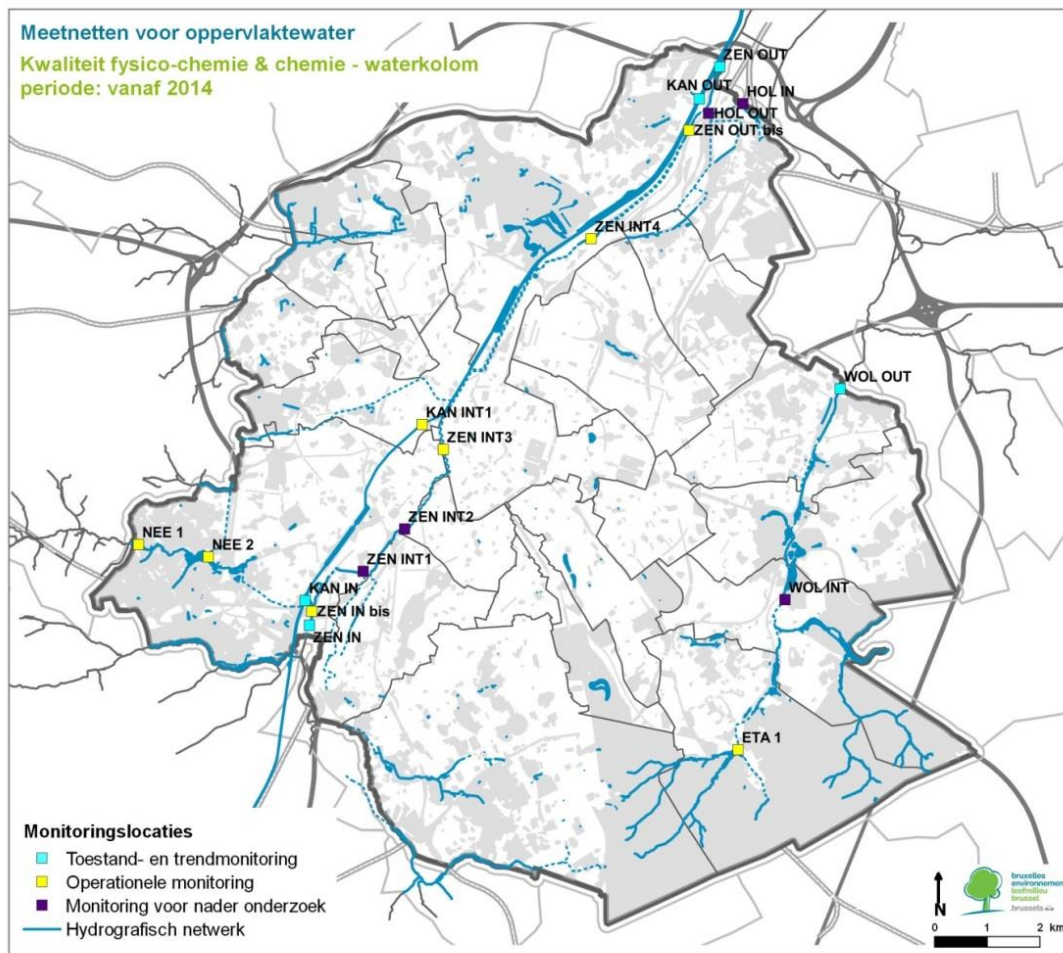 Meetnetten voor oppervlaktewater
Kwaliteit fysico-chemie & chemie - waterkolom
periode: vanaf 2014
ZEN OUT
KAN OUT
HOL IN
HOL OUT
ZEN OUT bis
ZEN INT4
WOL OUT
KAN INT1
ZEN INT3
ZEN INT2
NEE 1
NEE 2
ZEN INT1
KAN IN
WOL INT
ZEN IN bis
ZEN IN
ETA 1
Monitoringslocaties
Toestand- en trendmonitoring
Operationele monitoring
Monitoring voor nader onderzoek
Hydrografisch netwerk
N
bruxelles
environnement
leefmilieu
brussel
.brussels
0 1 2 km